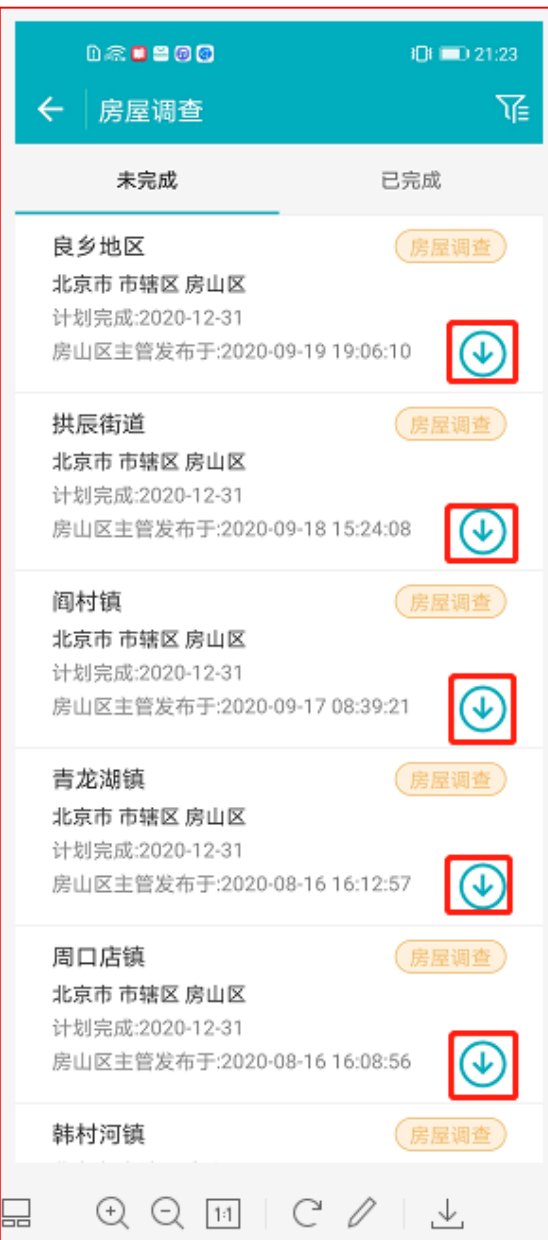 21:23
房屋调查
未完成 已完成
良乡地区 房屋调查
北京市 市辖区 房山区
计划完成:2020-12-31
房山区主管发布于:2020-09-19 19:06:10
拱辰街道 房屋调查
北京市 市辖区 房山区
计划完成:2020-12-31
房山区主管发布于:2020-09-18 15:24:08
阎村镇 房屋调查
北京市 市辖区 房山区
计划完成:2020-12-31
房山区主管发布于:2020-09-17 08:39:21
青龙湖镇 房屋调查
北京市 市辖区 房山区
计划完成:2020-12-31
房山区主管发布于:2020-08-16 16:12:57
周口店镇 房屋调查
北京市 市辖区 房山区
计划完成:2020-12-31
房山区主管发布于:2020-08-16 16:08:56
韩村河镇 房屋调查
1:1